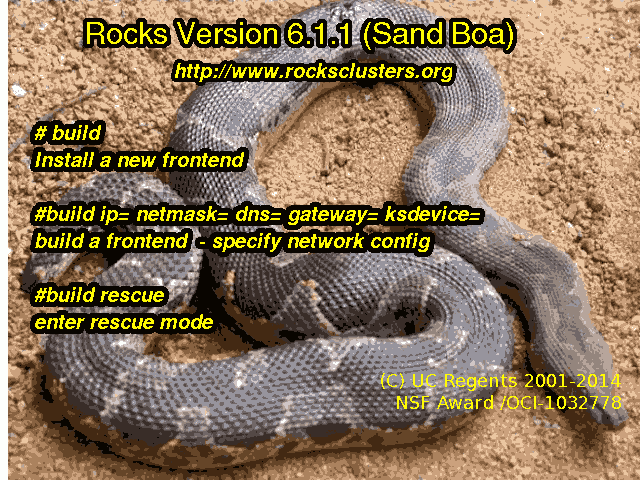 Rocks Version 6.1.1 (Sand Boa)
http://www.rocksclusters.org
# build
Install a new frontend
#build ip= netmask= dns= gateway= ksdevice=
build a frontend - specify network config
#build rescue
enter rescue mode
(C) UC Regents 2001-2014
NSF Award /OCI-1032778